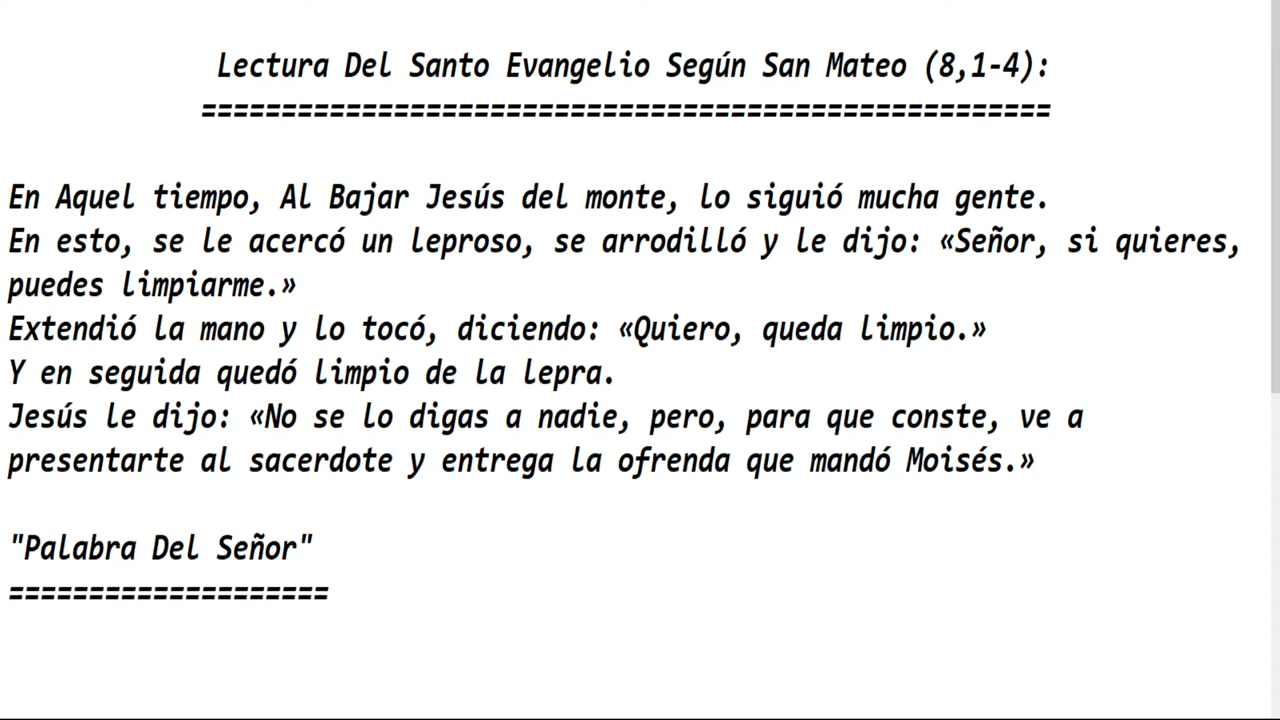 Lectura Del Santo Evangelio Según San Mateo (8,1-4):
=====================================================
En Aquel tiempo, Al Bajar Jesús del monte, lo siguió mucha gente.
En esto, se le acercó un leproso, se arrodilló y le dijo: «Señor, si quieres,
puedes limpiarme.»
Extendió la mano y lo tocó, diciendo: «Quiero, queda limpio.»
Y en seguida quedó limpio de la lepra.
Jesús le dijo: «No se lo digas a nadie, pero, para que conste, ve a
presentarte al sacerdote y entrega la ofrenda que mandó Moisés.»
"Palabra Del Señor"
====================